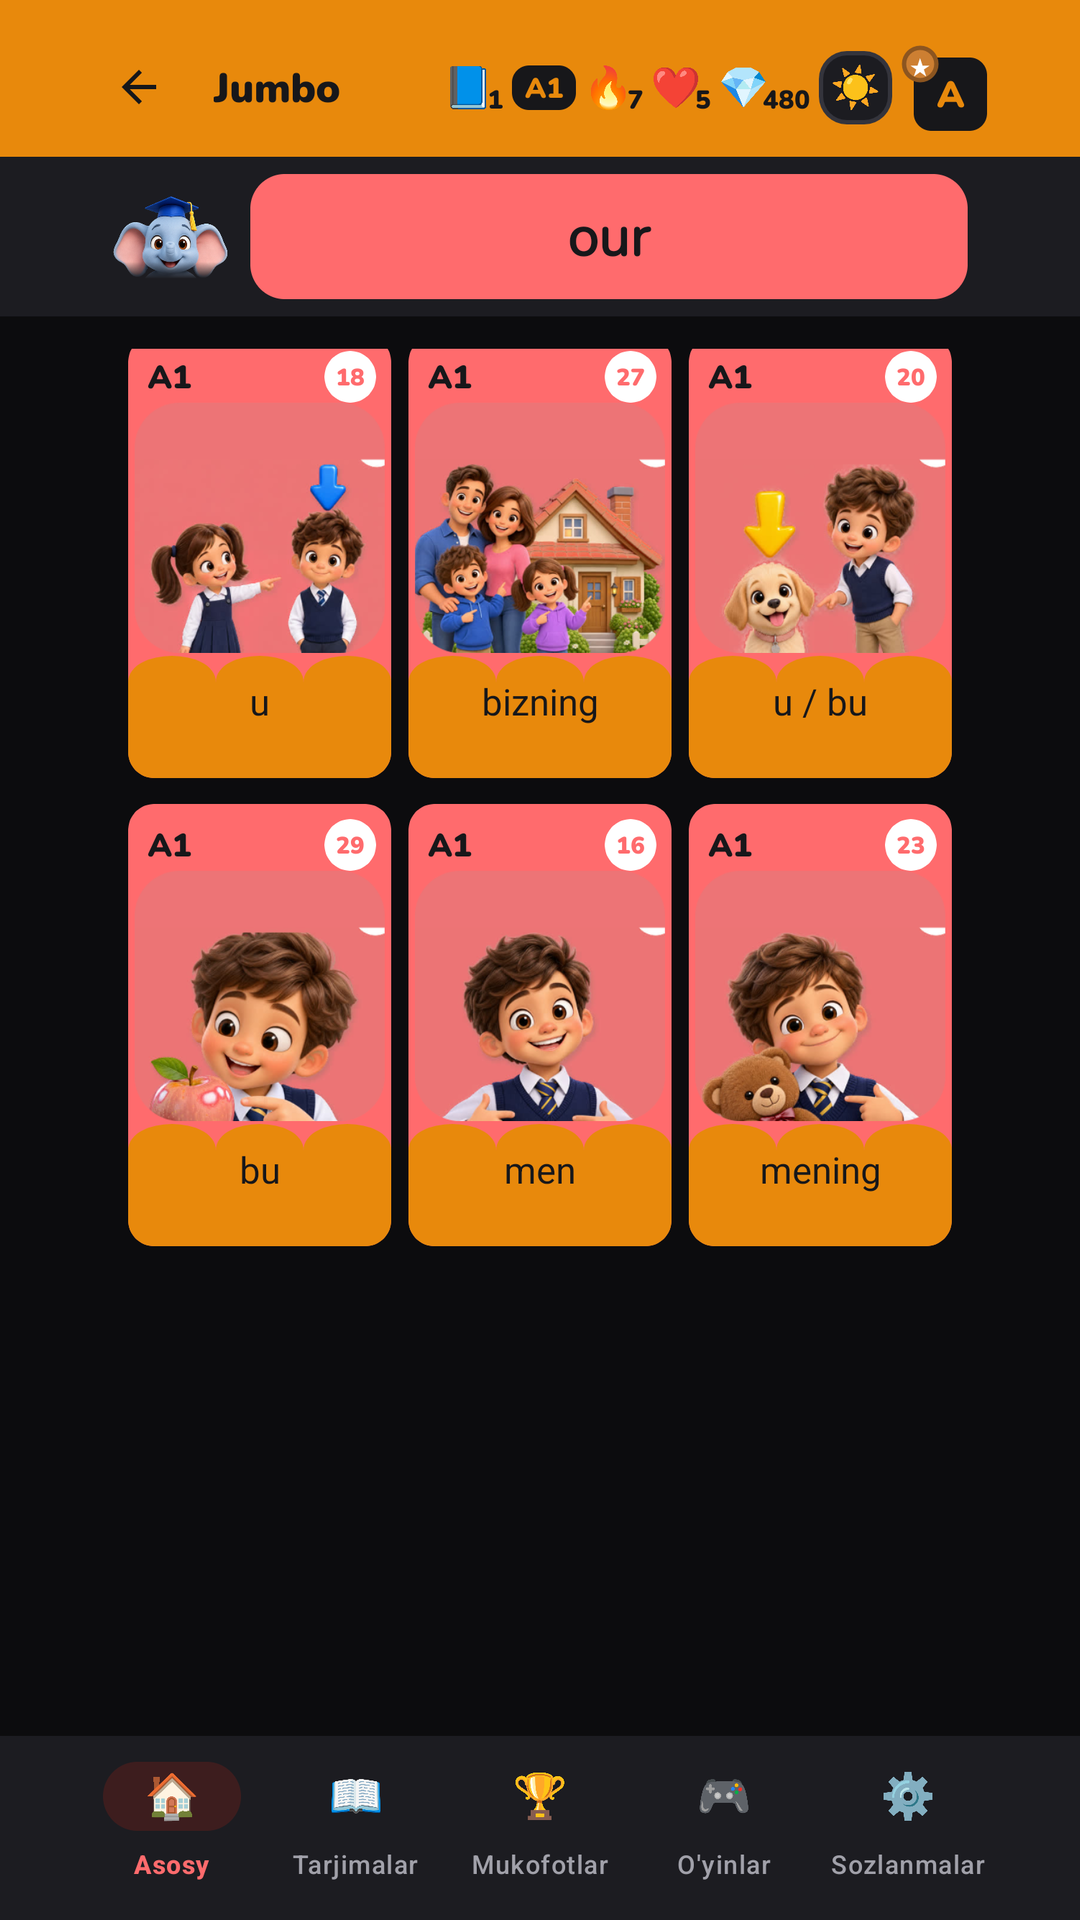 Jumbo
1 A1 7 5 480 A
our
A1 18 A1 27 A1 20
u bizning u / bu
A1 29 A1 16 A1 23
bu men mening
Asosy Tarjimalar Mukofotlar O'yinlar Sozlanmalar